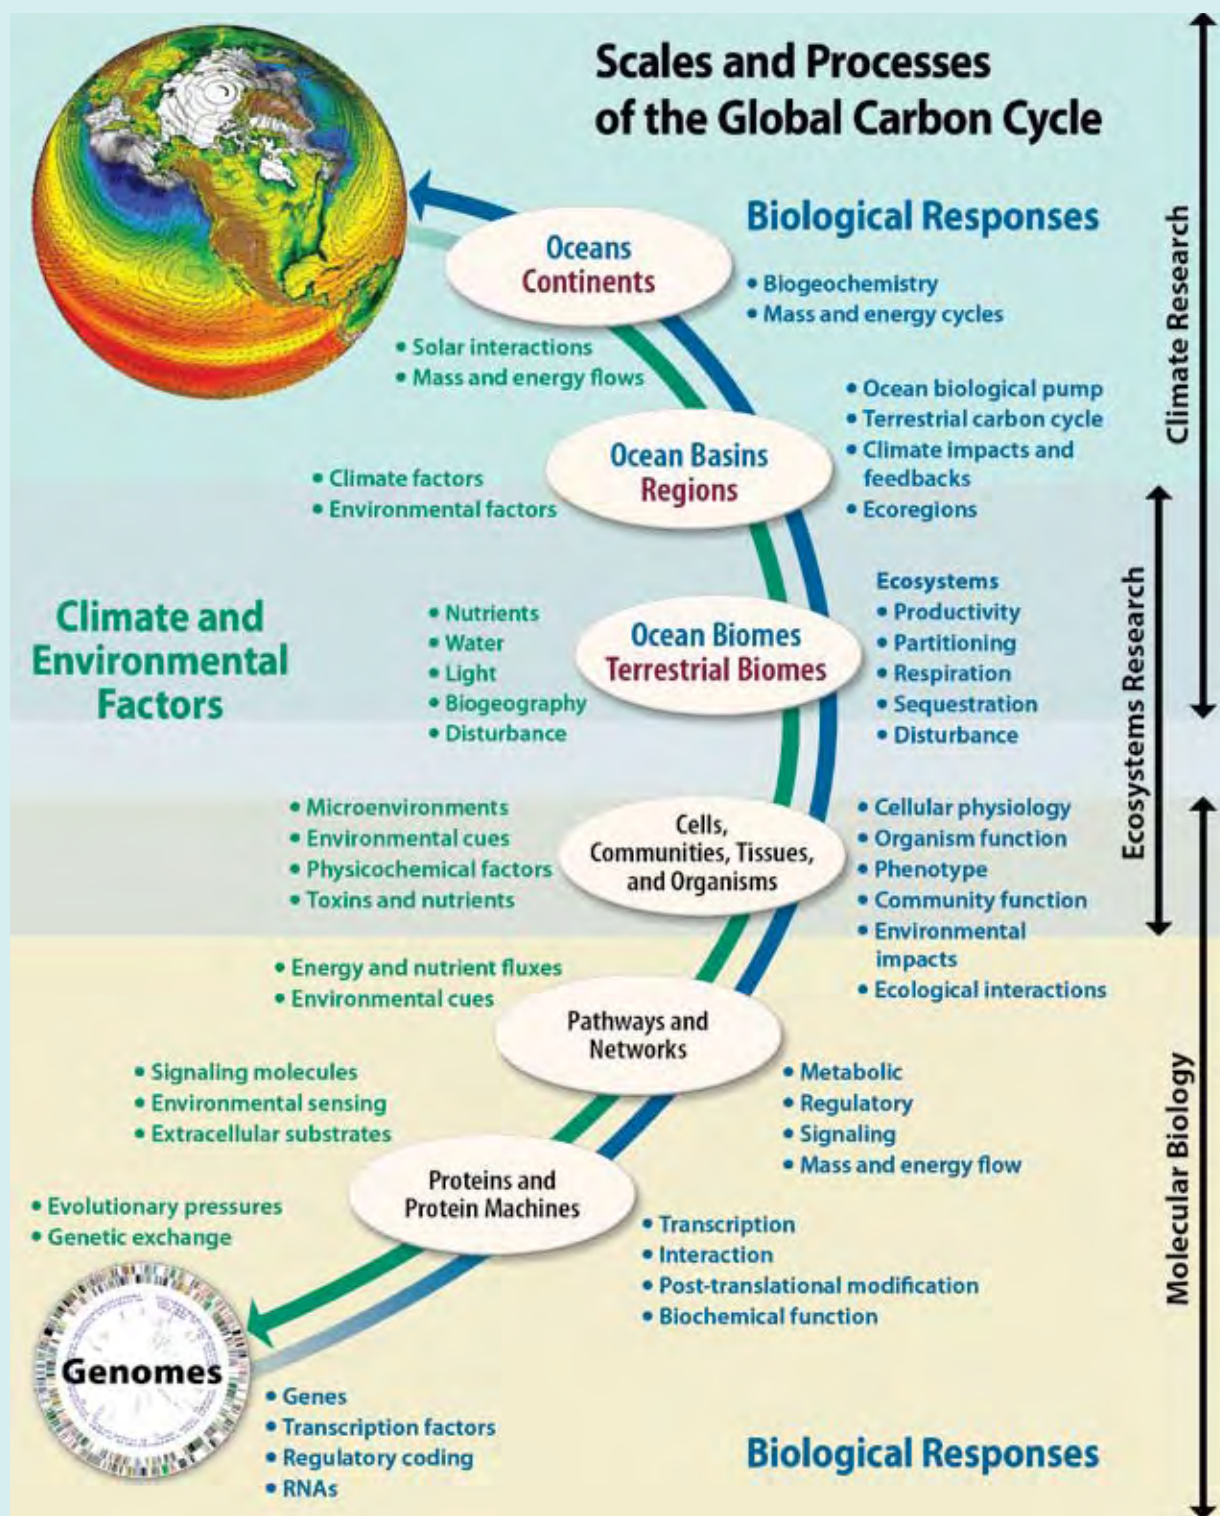 Scales and Processes
of the Global Carbon Cycle
Biological Responses
Oceans
Continents
• Biogeochemistry
• Mass and energy cycles
• Solar interactions
• Mass and energy flows
• Ocean biological pump
• Terrestrial carbon cycle
• Climate impacts and
feedbacks
• Ecoregions
Ocean Basins
Regions
• Climate factors
• Environmental factors
Climate Research
Climate and
Environmental
Factors
• Nutrients
• Water
• Light
• Biogeography
• Disturbance
Ocean Biomes
Terrestrial Biomes
Ecosystems
• Productivity
• Partitioning
• Respiration
• Sequestration
• Disturbance
Ecosystems Research
• Microenvironments
• Environmental cues
• Physicochemical factors
• Toxins and nutrients
Cells,
Communities, Tissues,
and Organisms
• Cellular physiology
• Organism function
• Phenotype
• Community function
• Environmental
impacts
• Ecological interactions
• Energy and nutrient fluxes
• Environmental cues
Pathways and
Networks
• Signaling molecules
• Environmental sensing
• Extracellular substrates
• Metabolic
• Regulatory
• Signaling
• Mass and energy flow
Molecular Biology
Proteins and
Protein Machines
• Evolutionary pressures
• Genetic exchange
• Transcription
• Interaction
• Post-translational modification
• Biochemical function
Genomes
• Genes
• Transcription factors
• Regulatory coding
• RNAs
Biological Responses